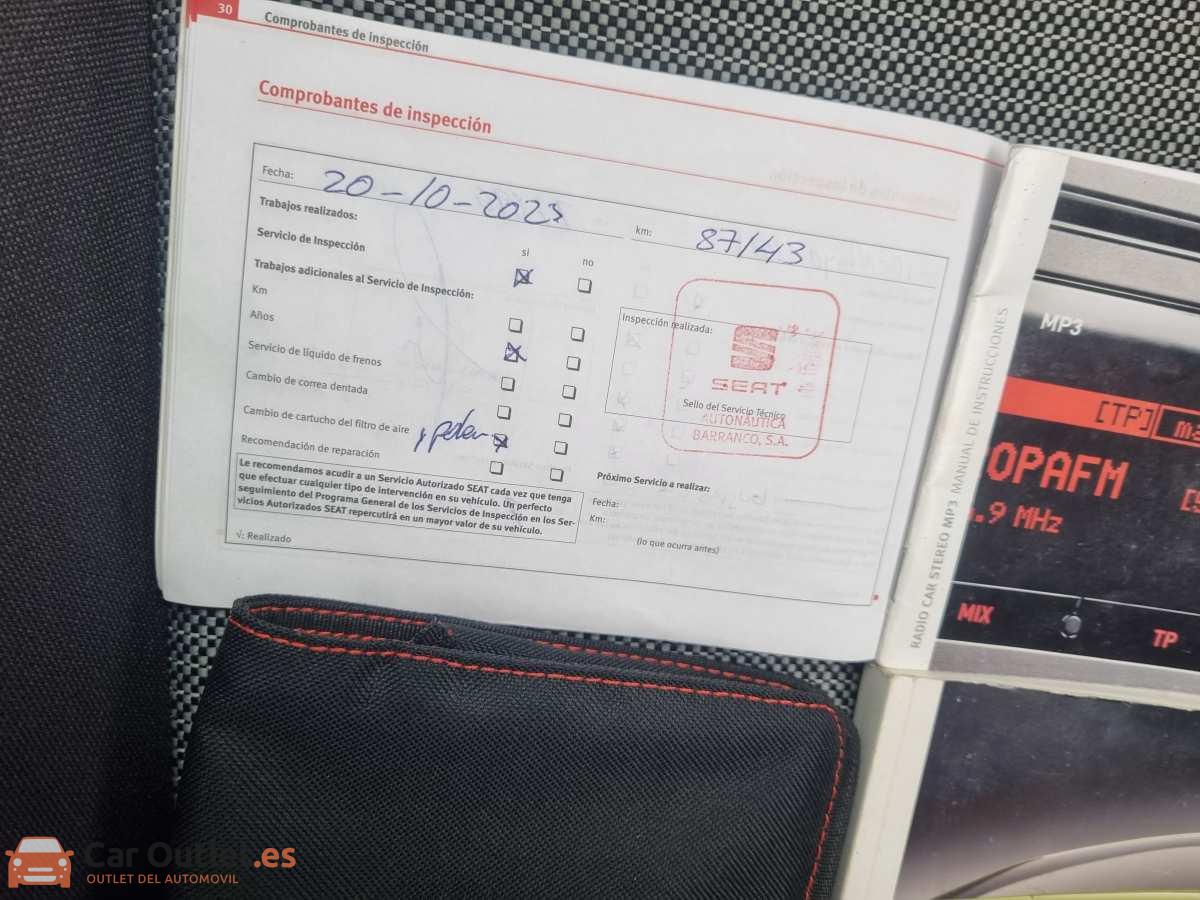 30
Comprobantes de inspección
Comprobantes de inspección
Fecha: 20-10-2023
km: 87143
Trabajos realizados:
si no
Servicio de Inspección
Trabajos adicionales al Servicio de Inspección:
Km
Años
Servicio de líquido de frenos
Cambio de correa dentada
Cambio de cartucho del filtro de aire y polen
Recomendación de reparación
Le recomendamos acudir a un Servicio Autorizado SEAT cada vez que tenga
que efectuar cualquier tipo de intervención en su vehículo. Un perfecto
seguimiento del Programa General de los Servicios de Inspección en los Ser-
vicios Autorizados SEAT repercutirá en un mayor valor de su vehículo.
√: Realizado
Inspección realizada:
SEAT
Sello del Servicio Técnico
AUTONÁUTICA
BARRANCO, S.A.
Próximo Servicio a realizar:
Fecha:
Km:
(lo que ocurra antes)
RADIO CAR STEREO MP3 MANUAL DE INSTRUCCIONES
MP3
[TP]
OPAFM
.9 MHz
MIX
TP
Car Outlet.es
OUTLET DEL AUTOMOVIL